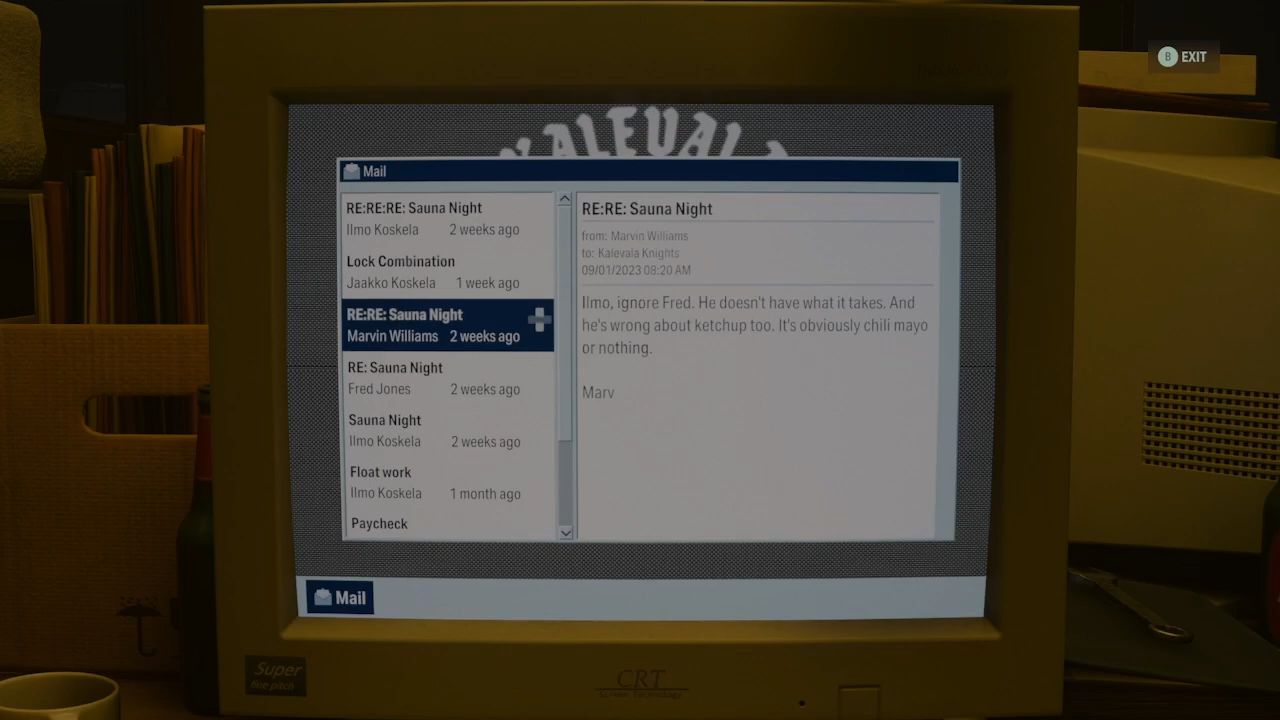 B EXIT
KALEVALA
Mail
RE:RE:RE: Sauna Night
Ilmo Koskela 2 weeks ago
Lock Combination
Jaakko Koskela 1 week ago
RE:RE: Sauna Night
Marvin Williams 2 weeks ago
RE: Sauna Night
Fred Jones 2 weeks ago
Sauna Night
Ilmo Koskela 2 weeks ago
Float work
Ilmo Koskela 1 month ago
Paycheck
RE:RE: Sauna Night
from: Marvin Williams
to: Kalevala Knights
09/01/2023 08:20 AM
Ilmo, ignore Fred. He doesn't have what it takes. And
he's wrong about ketchup too. It's obviously chili mayo
or nothing.
Marv
Mail
Super
fine pitch
CRT
Screen Technology